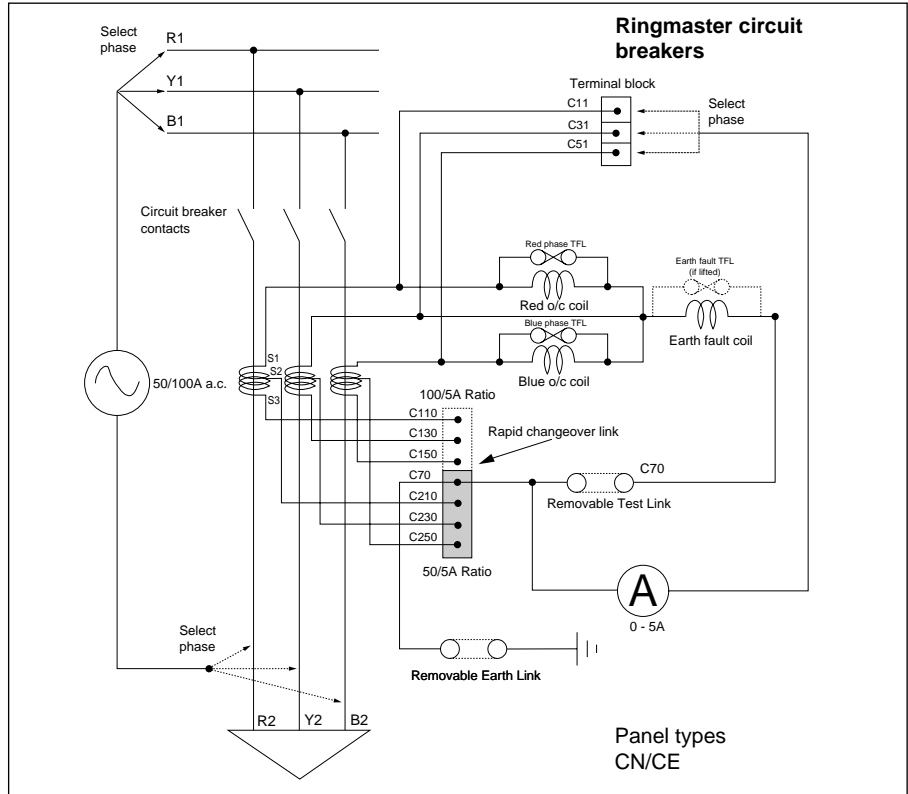 Ringmaster circuit
breakers
Select
phase
R1
Y1
B1
Terminal block
C11
C31
C51
Select
phase
Circuit breaker
contacts
Red phase TFL
Red o/c coil
Earth fault TFL
(if lifted)
Earth fault coil
Blue phase TFL
Blue o/c coil
S1
S2
S3
50/100A a.c.
100/5A Ratio
C110
C130
C150
Rapid changeover link
C70
C210
C230
C250
50/5A Ratio
C70
Removable Test Link
A
0 - 5A
Select
phase
Removable Earth Link
R2
Y2
B2
Panel types
CN/CE